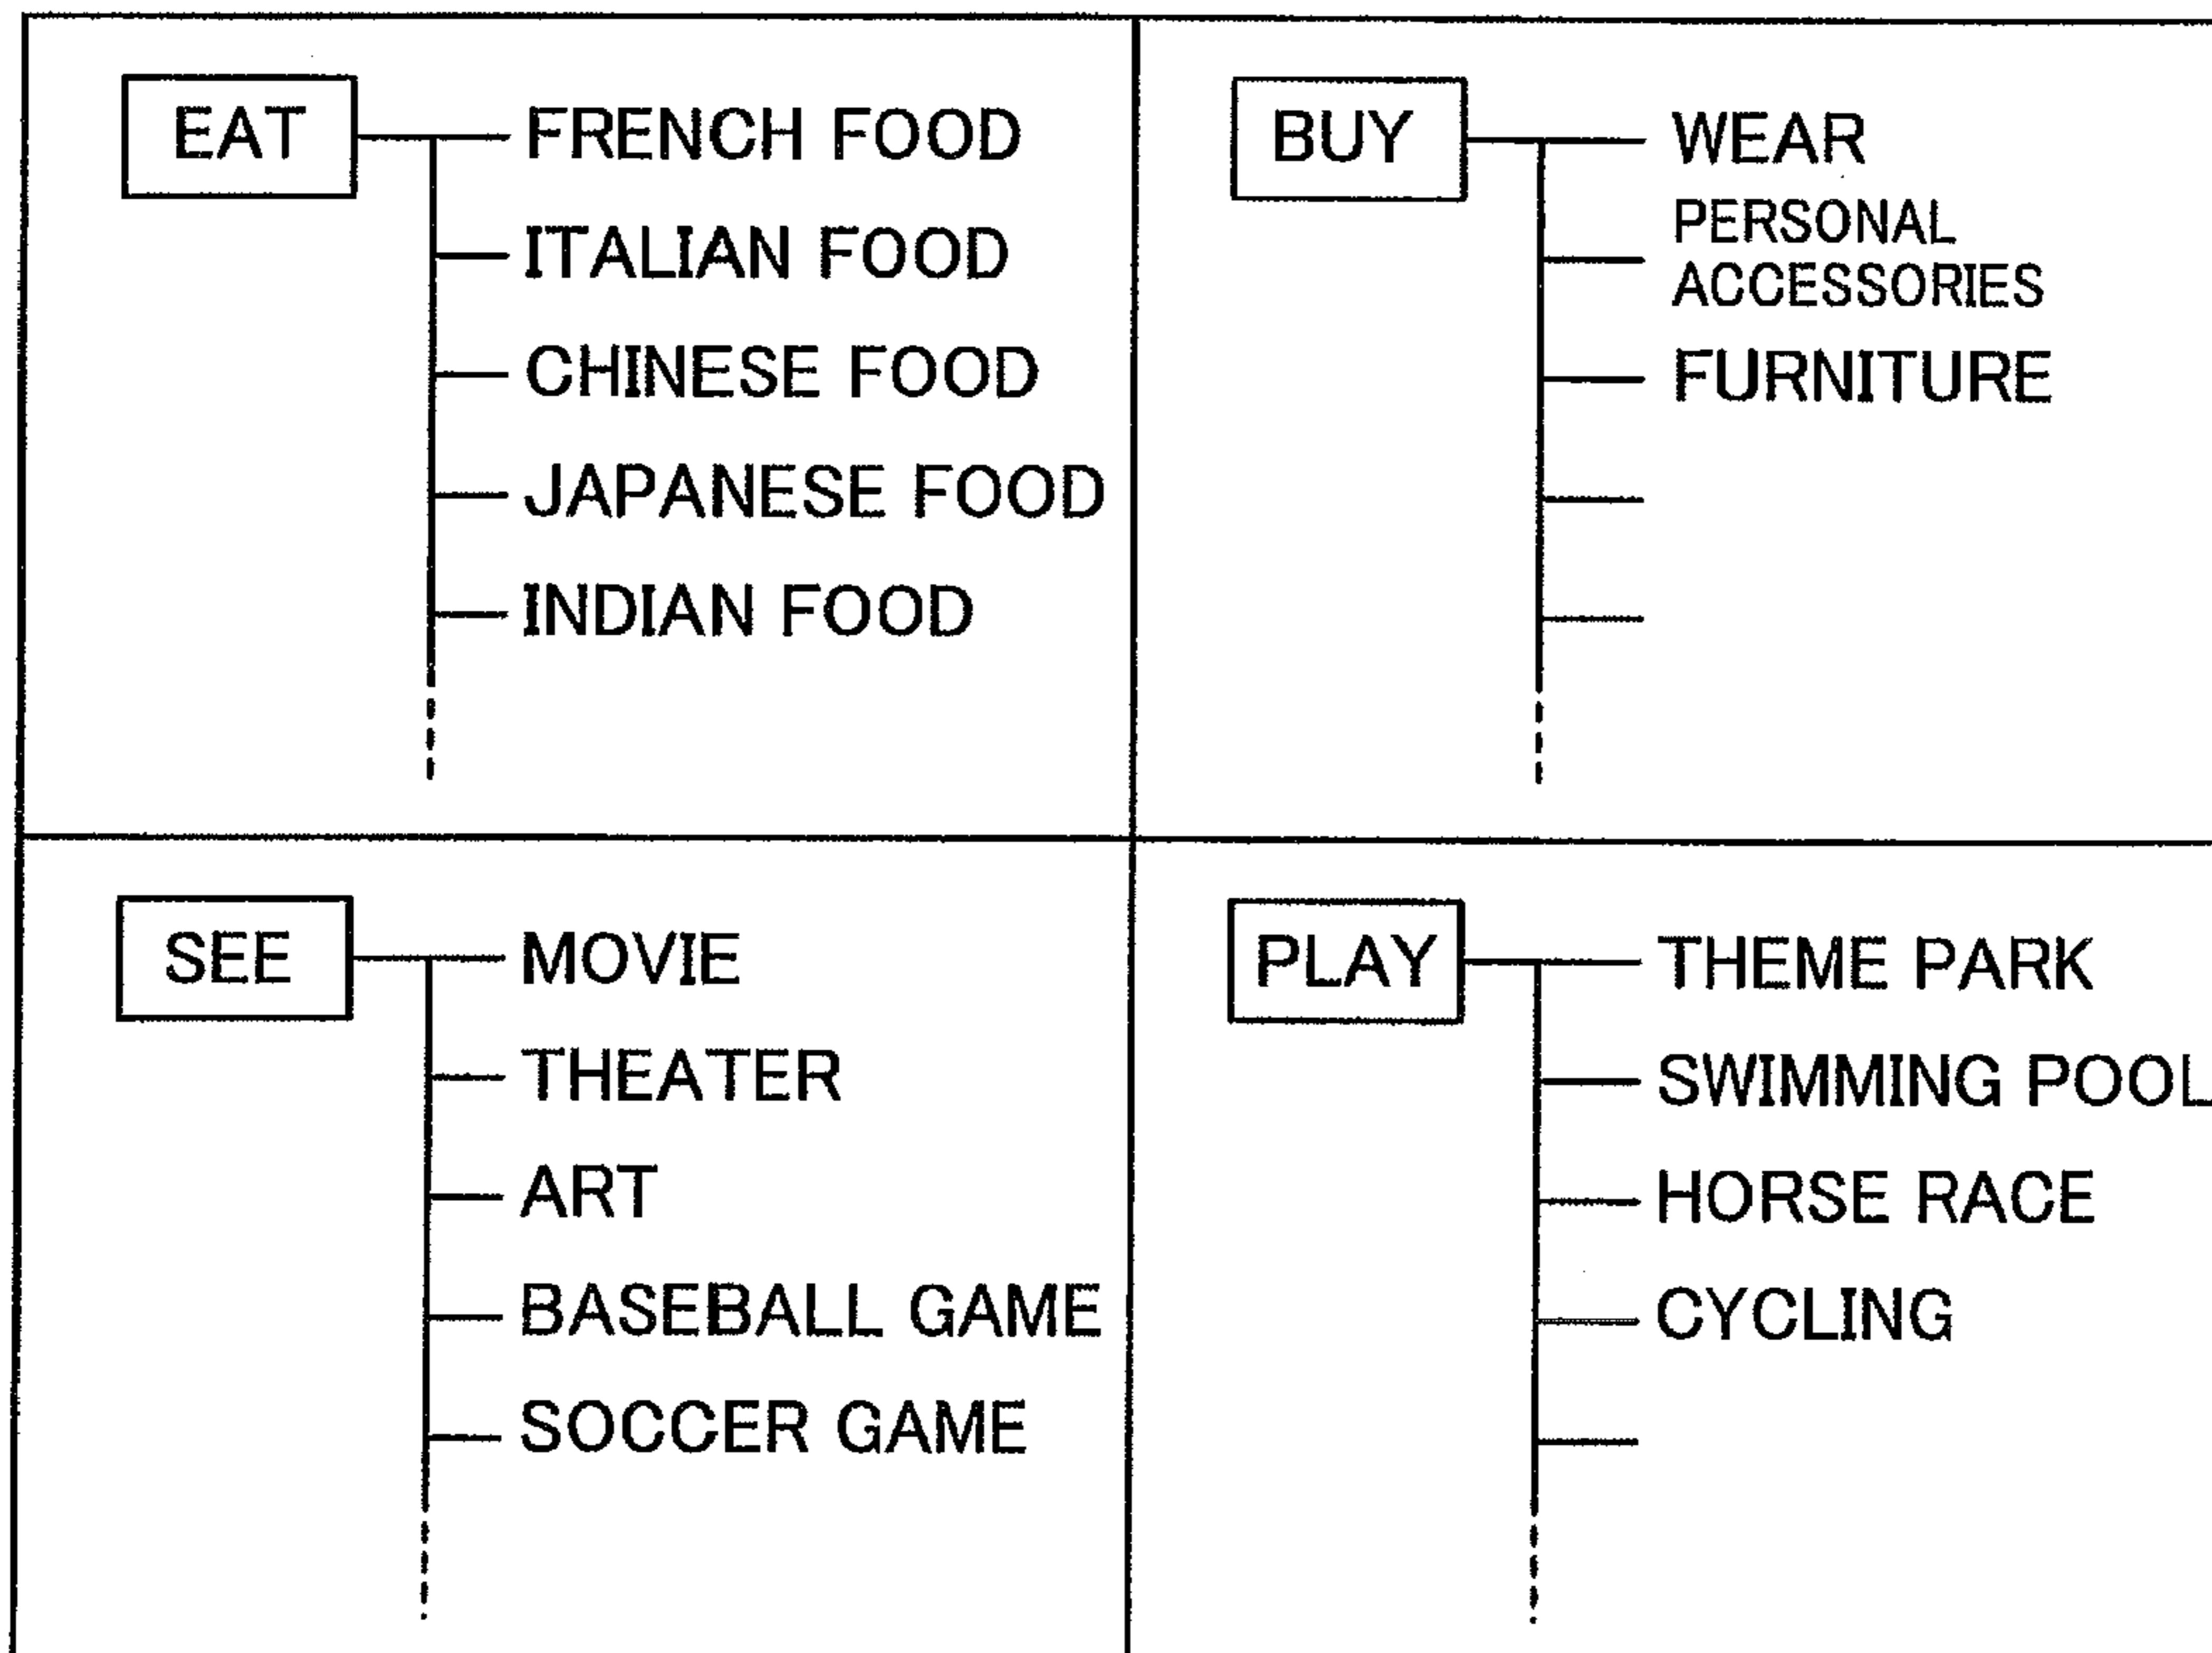 EAT
FRENCH FOOD
ITALIAN FOOD
CHINESE FOOD
JAPANESE FOOD
INDIAN FOOD
BUY
WEAR
PERSONAL
ACCESSORIES
FURNITURE
SEE
MOVIE
THEATER
ART
BASEBALL GAME
SOCCER GAME
PLAY
THEME PARK
SWIMMING POOL
HORSE RACE
CYCLING